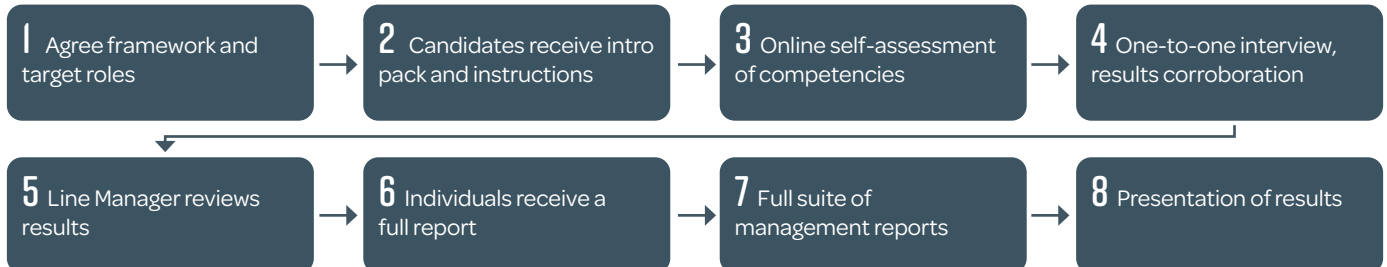 1 Agree framework and
target roles
2 Candidates receive intro
pack and instructions
3 Online self-assessment
of competencies
4 One-to-one interview,
results corroboration
5 Line Manager reviews
results
6 Individuals receive a
full report
7 Full suite of
management reports
8 Presentation of results